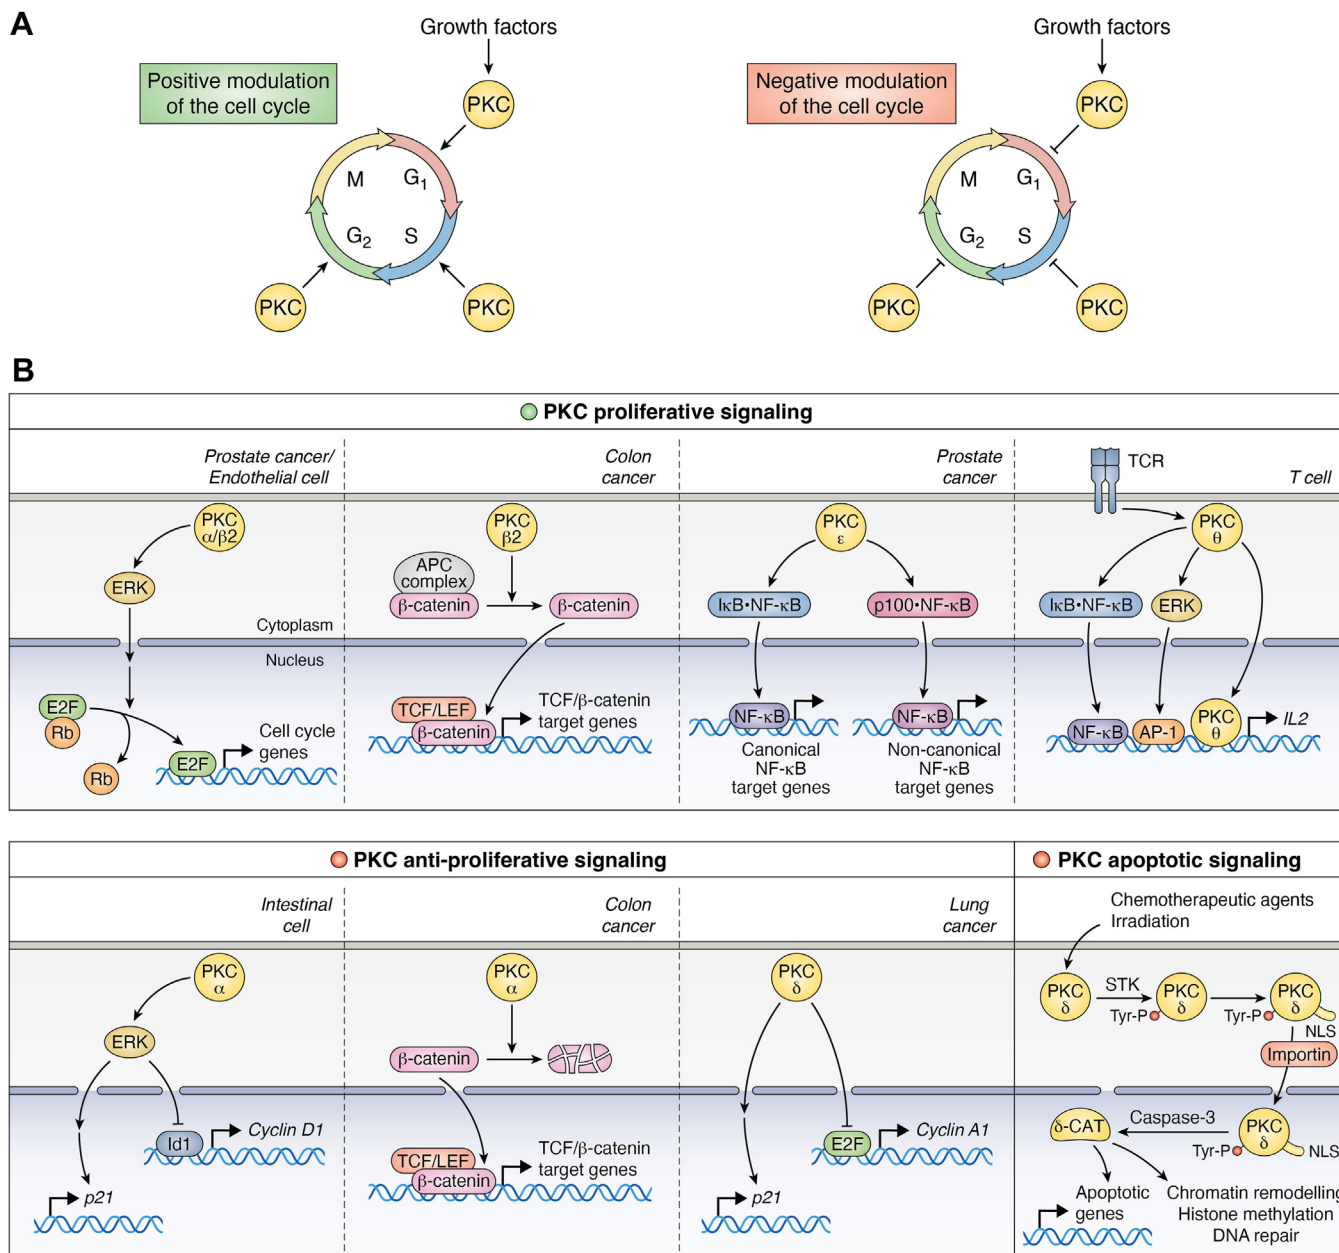 A
Growth factors
Positive modulation
of the cell cycle
PKC
M
G1
G2
S
PKC
PKC
Growth factors
Negative modulation
of the cell cycle
PKC
M
G1
G2
S
PKC
PKC
B
PKC proliferative signaling
Prostate cancer/
Endothelial cell
PKC
α/β2
ERK
Cytoplasm
Nucleus
E2F
Rb
Rb
E2F
Cell cycle
genes
Colon
cancer
PKC
β2
APC
complex
β-catenin
β-catenin
TCF/LEF
β-catenin
TCF/β-catenin
target genes
Prostate
cancer
PKC
ε
IκB•NF-κB
p100•NF-κB
NF-κB
NF-κB
Canonical
NF-κB
target genes
Non-canonical
NF-κB
target genes
TCR
T cell
PKC
θ
IκB•NF-κB
ERK
NF-κB
AP-1
PKC
θ
IL2
PKC anti-proliferative signaling
Intestinal
cell
PKC
α
ERK
Id1
Cyclin D1
p21
Colon
cancer
PKC
α
β-catenin
TCF/LEF
β-catenin
TCF/β-catenin
target genes
Lung
cancer
PKC
δ
E2F
Cyclin A1
p21
PKC apoptotic signaling
Chemotherapeutic agents
Irradiation
PKC
δ
STK
PKC
δ
Tyr-P
PKC
δ
Tyr-P
NLS
Importin
δ-CAT
Caspase-3
PKC
δ
Tyr-P
NLS
Apoptotic
genes
Chromatin remodelling
Histone methylation
DNA repair